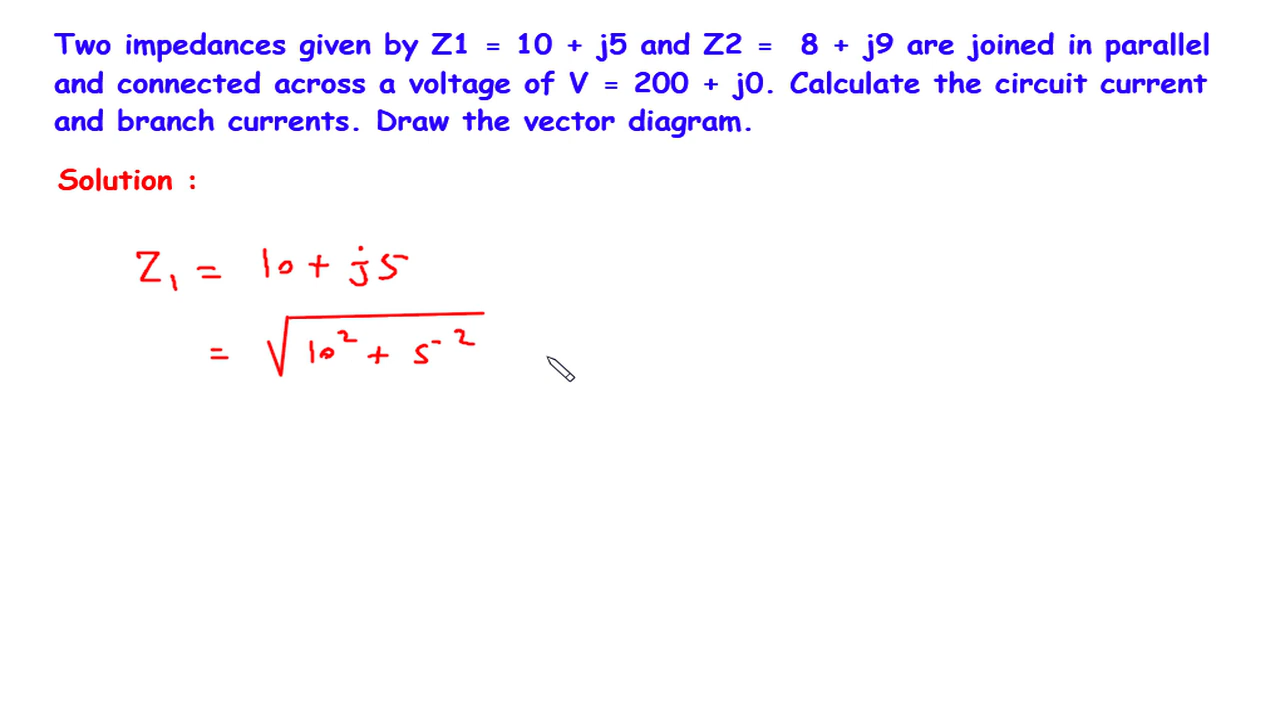 Two impedances given by Z1 = 10 + j5 and Z2 = 8 + j9 are joined in parallel
and connected across a voltage of V = 200 + j0. Calculate the circuit current
and branch currents. Draw the vector diagram.
Solution :
Z₁ = 10 + j5
= √(10² + 5²)